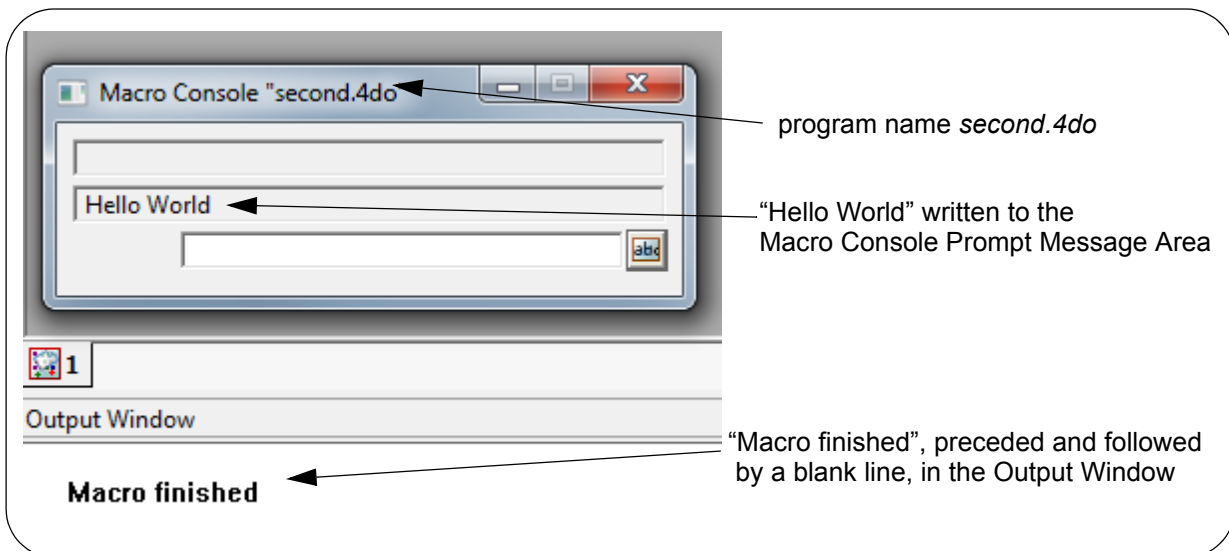 Macro Console "second.4do
program name second.4do
Hello World
“Hello World” written to the
Macro Console Prompt Message Area
abc
1
Output Window
“Macro finished”, preceded and followed
by a blank line, in the Output Window
Macro finished